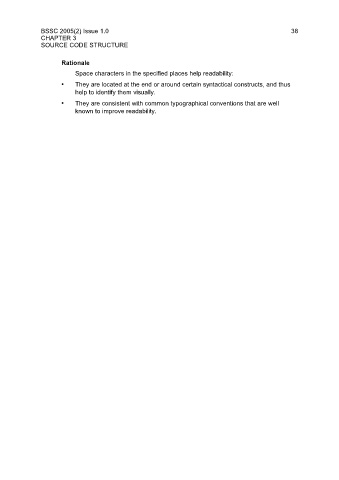 BSSC 2005(2) Issue 1.0 38
CHAPTER 3
SOURCE CODE STRUCTURE
Rationale
Space characters in the specified places help readability:
• They are located at the end or around certain syntactical constructs, and thus
help to identify them visually.
• They are consistent with common typographical conventions that are well
known to improve readability.